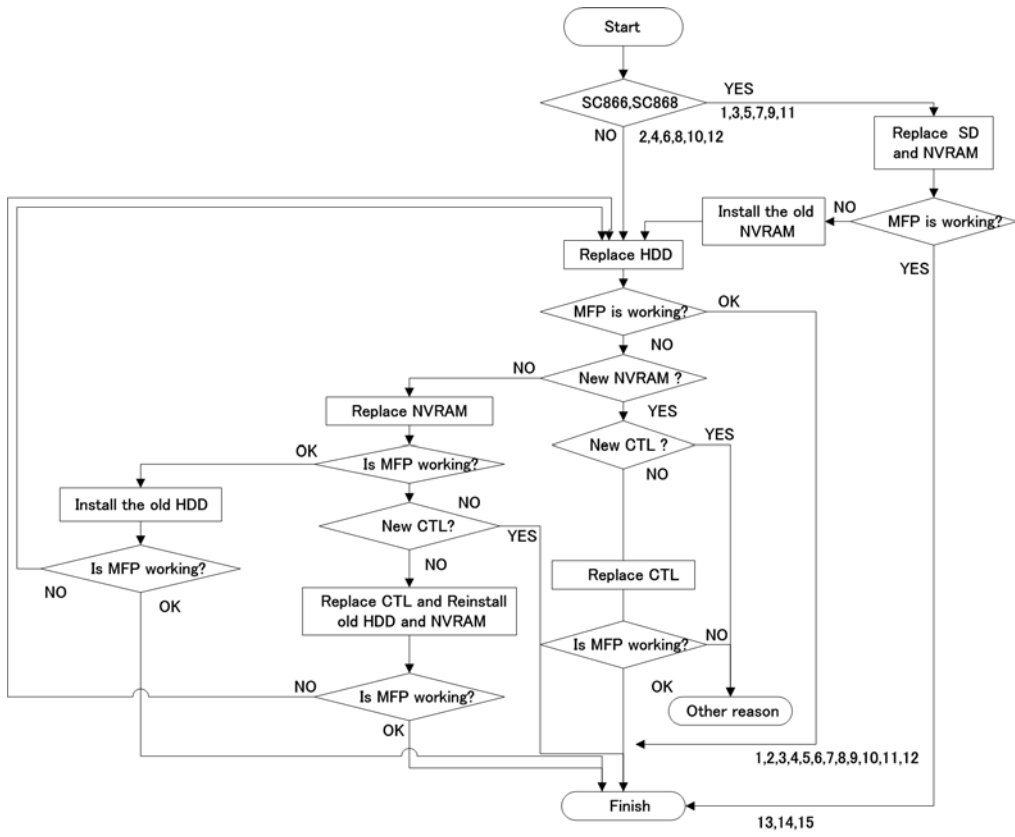 Start
SC866,SC868
YES
1,3,5,7,9,11
NO
2,4,6,8,10,12
Replace SD
and NVRAM
MFP is working?
NO
YES
Install the old
NVRAM
Replace HDD
MFP is working?
OK
NO
New NVRAM ?
NO
YES
Replace NVRAM
New CTL ?
YES
NO
Is MFP working?
OK
NO
Install the old HDD
New CTL?
YES
NO
Is MFP working?
NO
OK
Replace CTL
Replace CTL and Reinstall
old HDD and NVRAM
Is MFP working?
NO
OK
Is MFP working?
NO
OK
Other reason
1,2,3,4,5,6,7,8,9,10,11,12
Finish
13,14,15